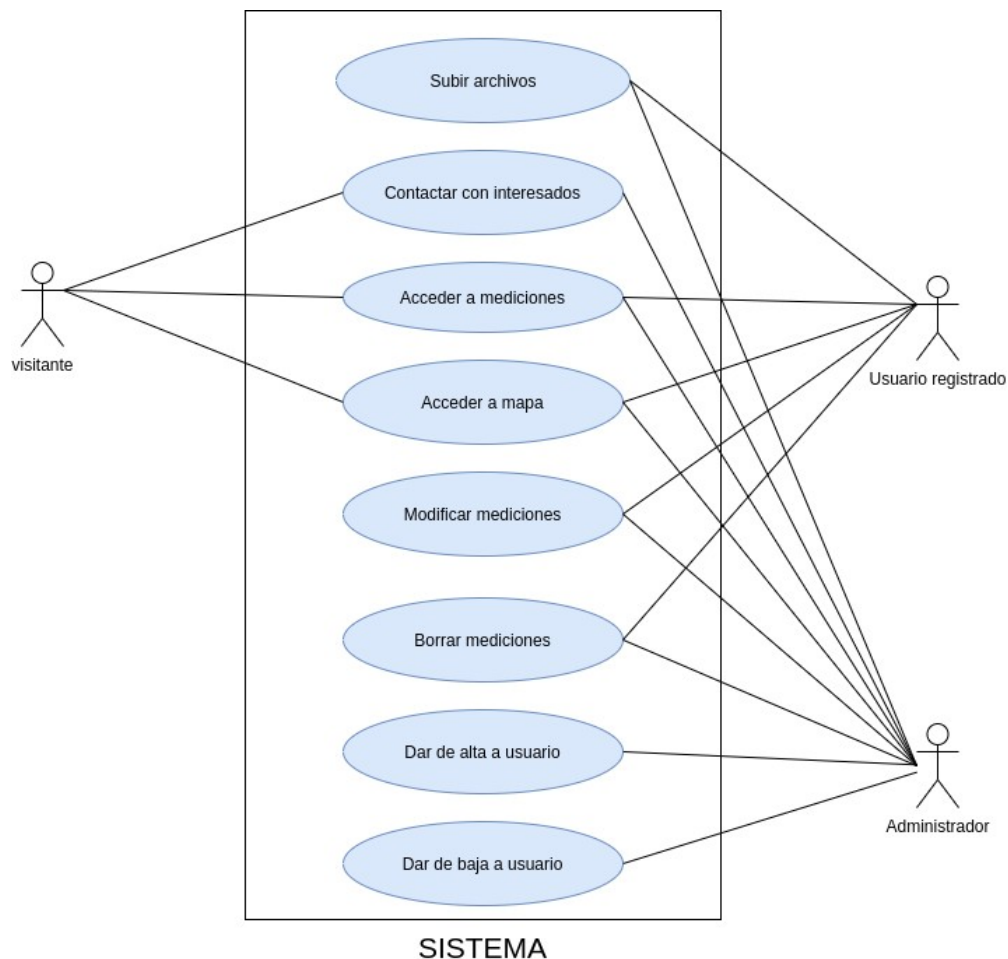 Subir archivos
Contactar con interesados
Acceder a mediciones
visitante
Usuario registrado
Acceder a mapa
Modificar mediciones
Borrar mediciones
Dar de alta a usuario
Administrador
Dar de baja a usuario
SISTEMA